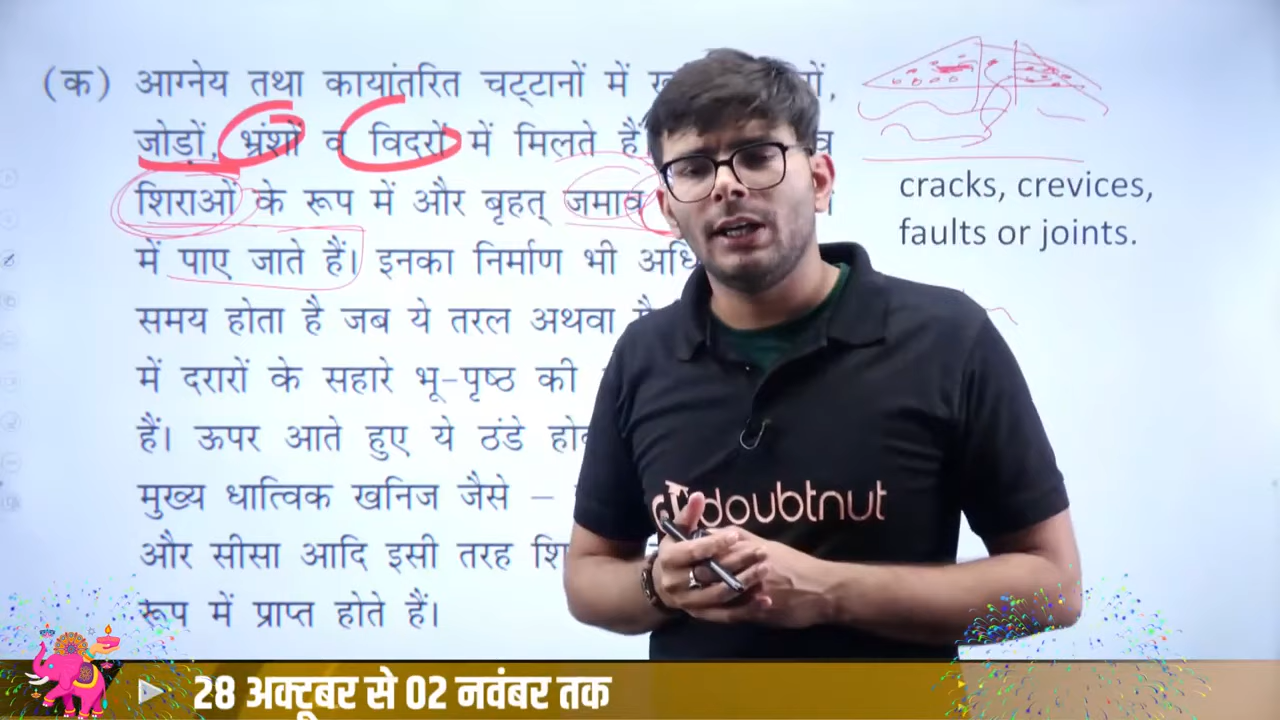 (क) आग्नेय तथा कायांतरित चट्टानों में
जोड़ों, भ्रंशों व विदरों में मिलते हैं
शिराओं के रूप में और बृहत् जमाव
में पाए जाते हैं। इनका निर्माण भी
समय होता है जब ये तरल अथवा
में दरारों के सहारे भू-पृष्ठ की
हैं। ऊपर आते हुए ये ठंडे
मुख्य धात्विक खनिज जैसे –
और सीसा आदि इसी तरह
रूप में प्राप्त होते हैं।
cracks, crevices,
faults or joints.
doubtnut
28 अक्टूबर से 02 नवंबर तक